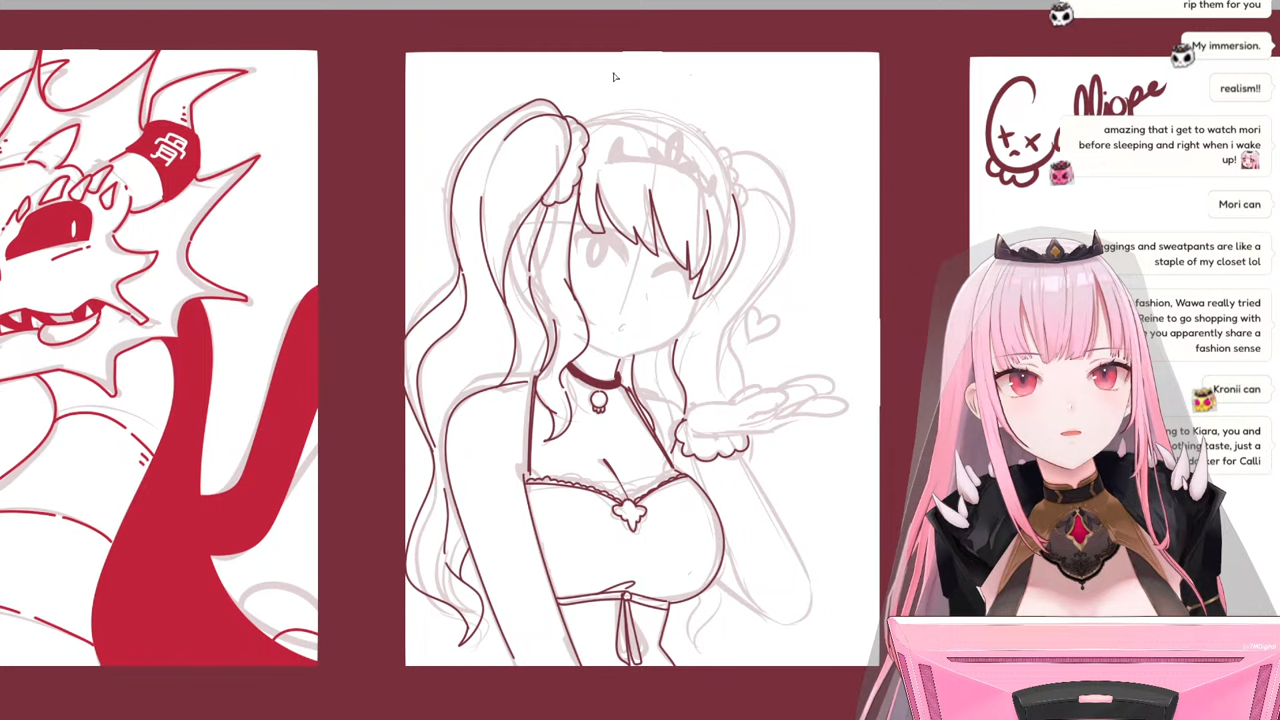 骨
Miope
rip them for you
My immersion.
realism!!
amazing that i get to watch mori
before sleeping and right when i wake
up!
Mori can
ggings and sweatpants are like a
staple of my closet lol
fashion, Wawa really tried
Reine to go shopping with
you apparently share a
fashion sense
Kronii can
ng to Kiara, you and
othing taste, just a
ker for Calli